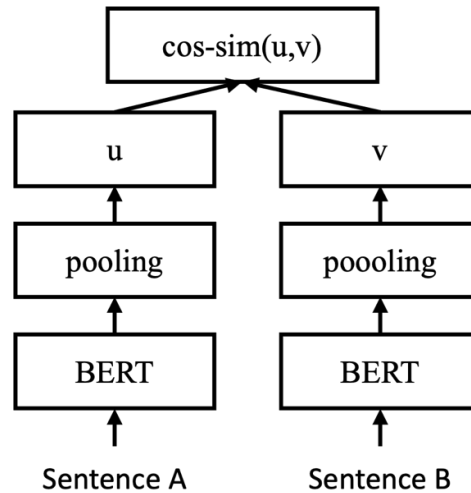 cos-sim(u,v)
u v
pooling poooling
BERT BERT
Sentence A Sentence B